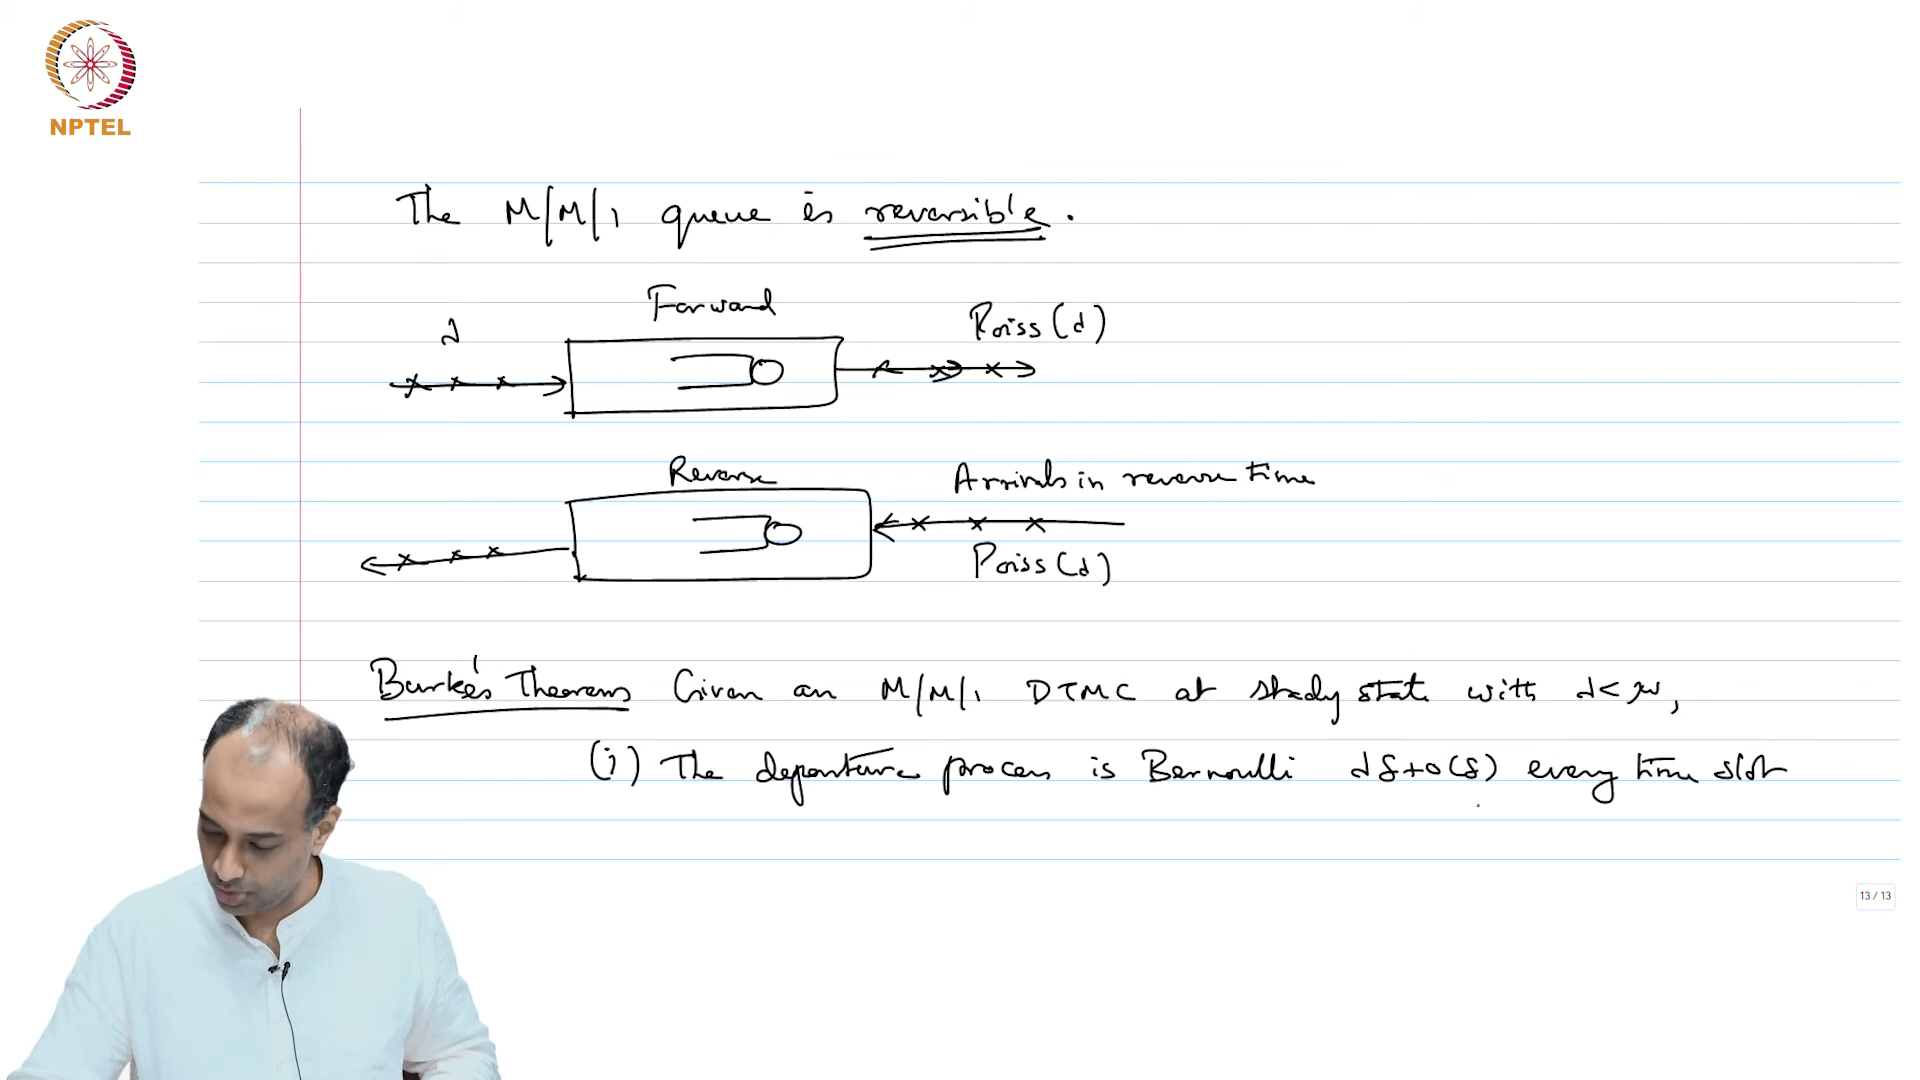 NPTEL
The M/M/1 queue is reversible.
Forward
λ
Poiss(λ)
Reverse
Arrivals in reverse time
Poiss(λ)
Burke's Theorem Given an M/M/1 DTMC at steady state with λ<μ,
(i) The departure process is Bernoulli λδ+o(δ) every time slot
13 / 13